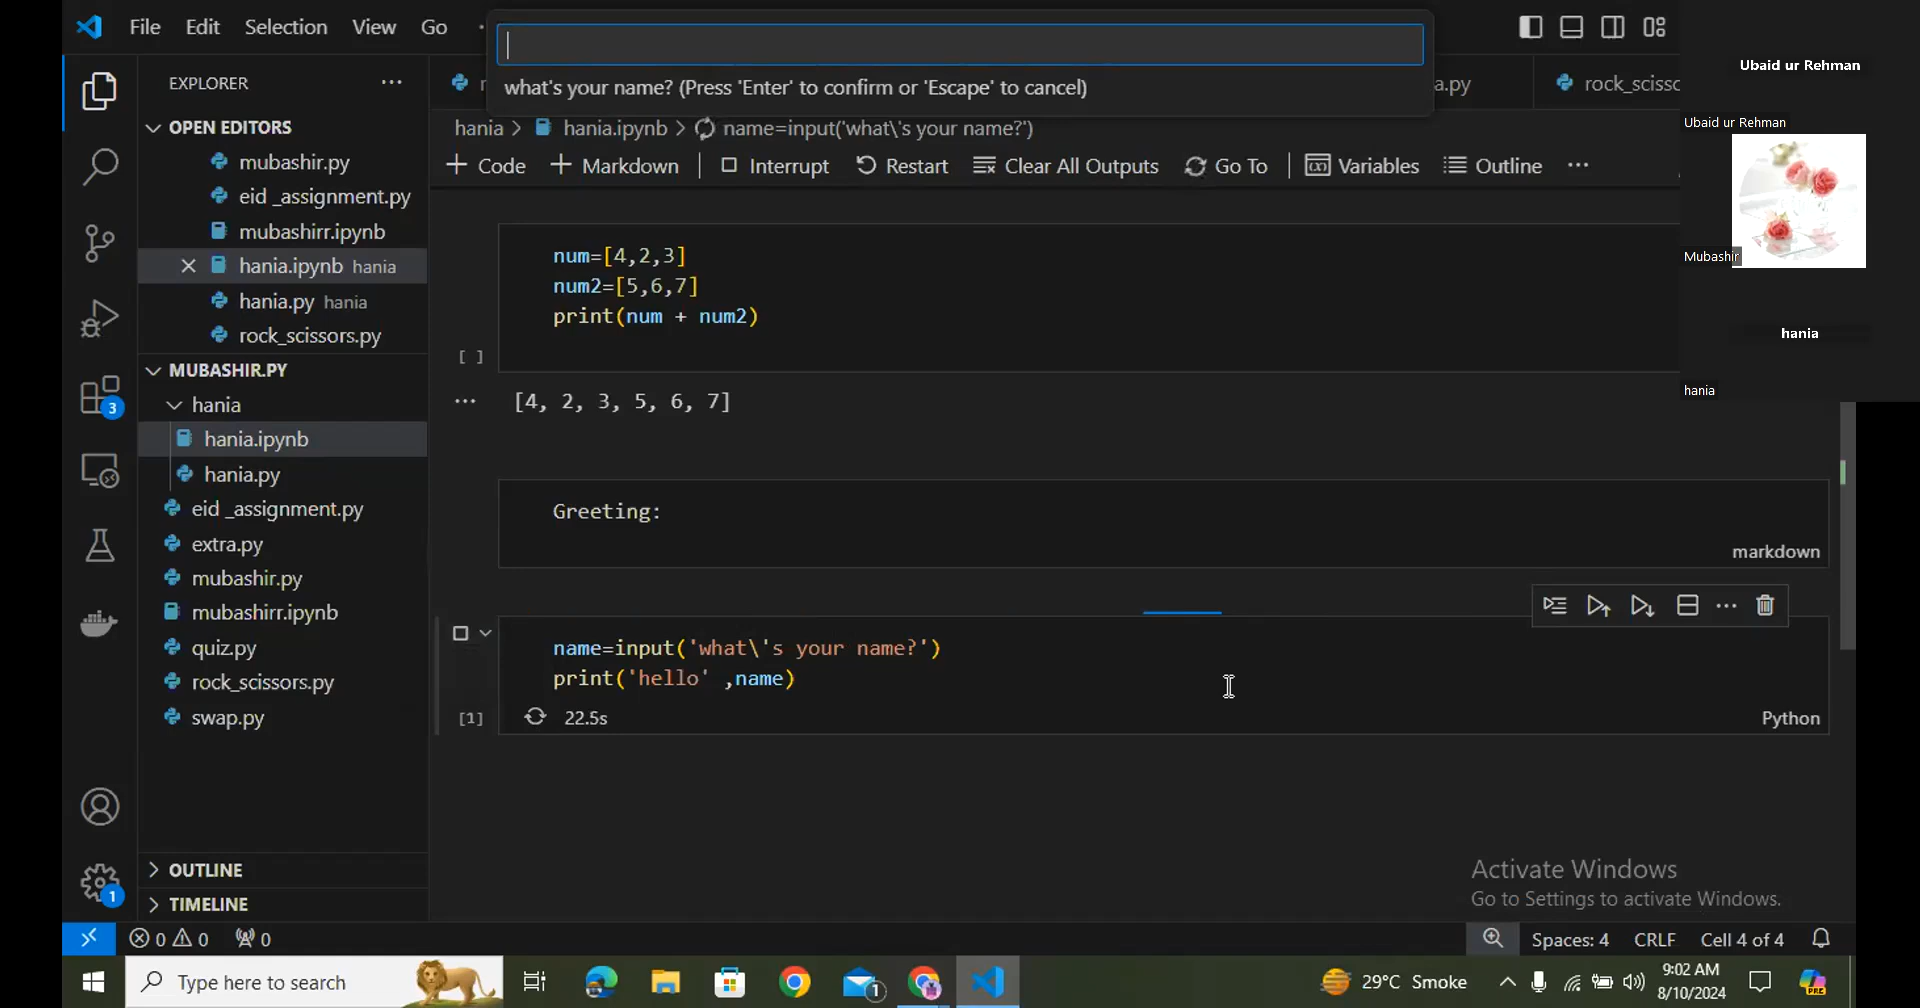 File Edit Selection View Go
what's your name? (Press 'Enter' to confirm or 'Escape' to cancel)
Ubaid ur Rehman
EXPLORER
a.py
rock_scissc
OPEN EDITORS
hania > hania.ipynb > name=input('what\'s your name?')
Ubaid ur Rehman
mubashir.py
+ Code + Markdown Interrupt Restart Clear All Outputs Go To Variables Outline ...
eid _assignment.py
mubashirr.ipynb
hania.ipynb hania
Mubashir
hania.py hania
rock_scissors.py
num=[4,2,3]
num2=[5,6,7]
print(num + num2)
[ ]
hania
hania
MUBASHIR.PY
hania
hania.ipynb
hania.py
eid _assignment.py
extra.py
mubashir.py
mubashirr.ipynb
quiz.py
rock_scissors.py
swap.py
[4, 2, 3, 5, 6, 7]
Greeting:
markdown
name=input('what\'s your name?')
print('hello' ,name)
[1] 22.5s Python
3
1
OUTLINE
TIMELINE
Activate Windows
Go to Settings to activate Windows.
0 0 0
Spaces: 4 CRLF Cell 4 of 4
Type here to search
1
PRE
29°C Smoke
9:02 AM
8/10/2024